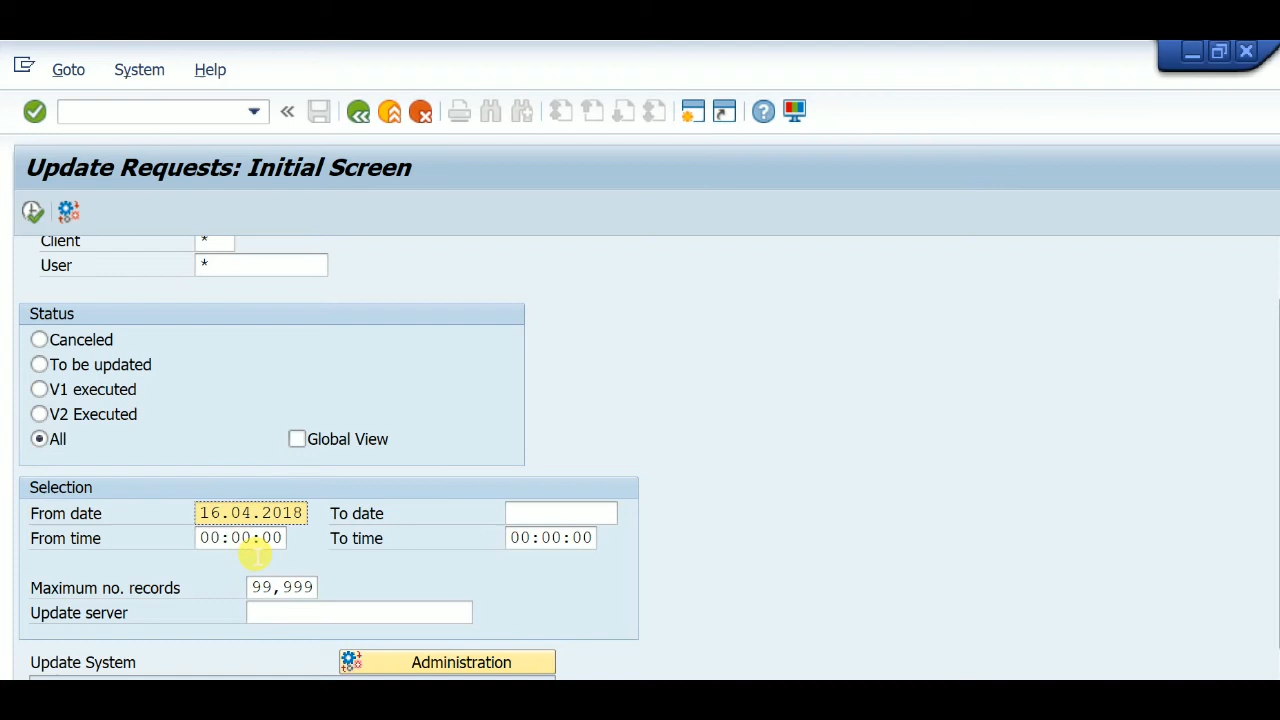 Goto System Help
Update Requests: Initial Screen
Client *
User *
Status
Canceled
To be updated
V1 executed
V2 Executed
All Global View
Selection
From date 16.04.2018 To date
From time 00:00:00 To time 00:00:00
Maximum no. records 99,999
Update server
Update System Administration